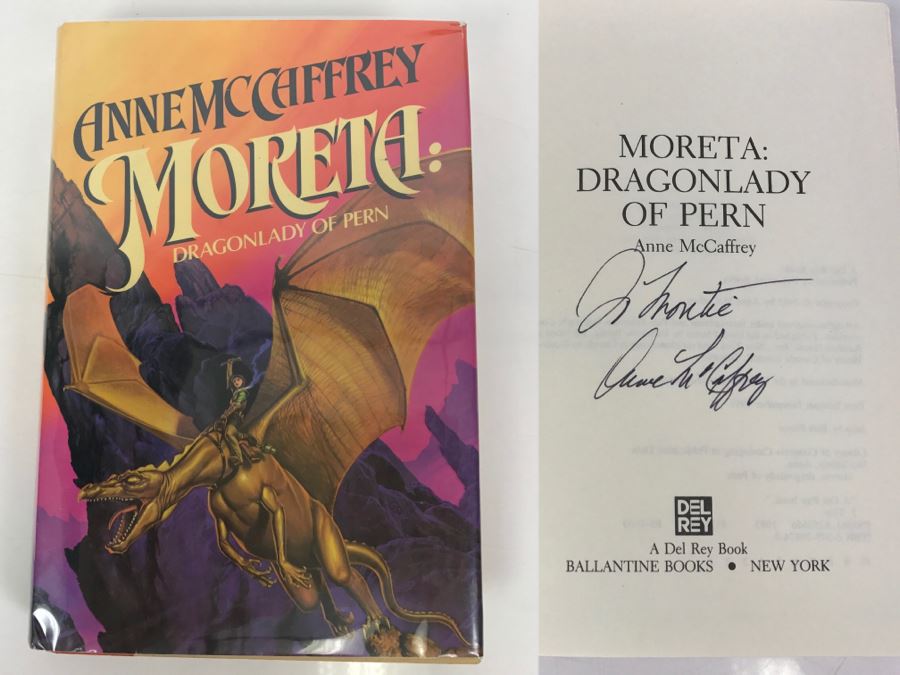 ANNE MCCAFFREY
MORETA:
DRAGONLADY OF PERN
MORETA:
DRAGONLADY
OF PERN
Anne McCaffrey
To Montie
Anne McCaffrey
DEL
REY
A Del Rey Book
BALLANTINE BOOKS • NEW YORK